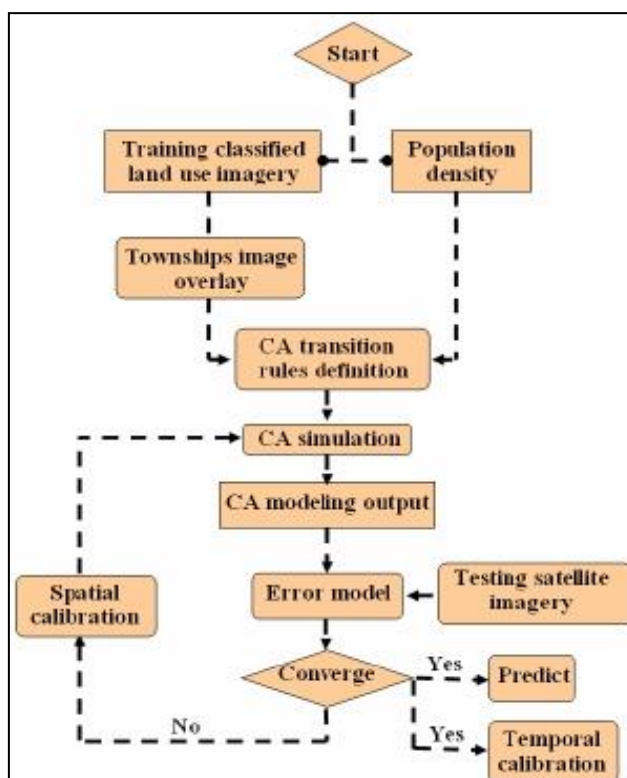 Start
Training classified
land use imagery
Population
density
Townships image
overlay
CA transition
rules definition
CA simulation
CA modeling output
Spatial
calibration
Error model
Testing satellite
imagery
Converge
Yes
Predict
No
Yes
Temporal
calibration